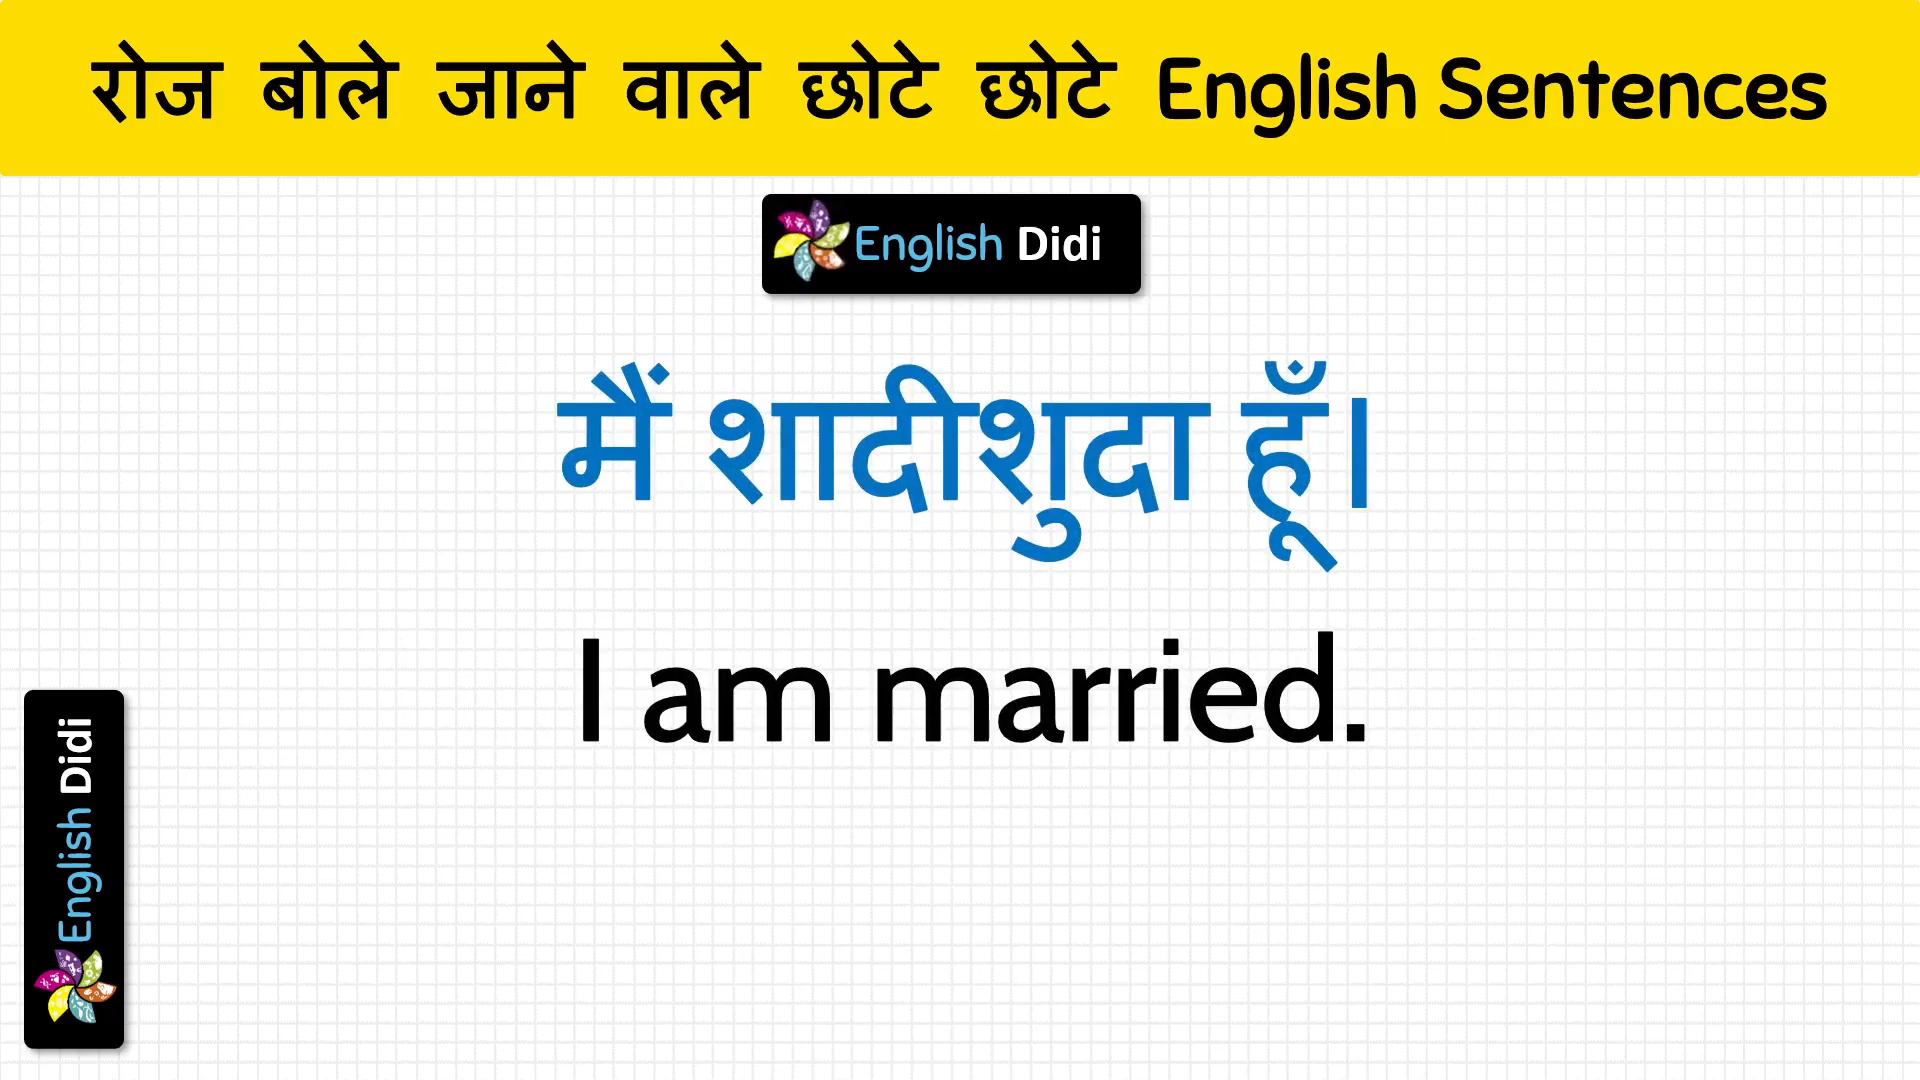 रोज बोले जाने वाले छोटे छोटे English Sentences
English Didi
मैं शादीशुदा हूँ।
I am married.
English Didi